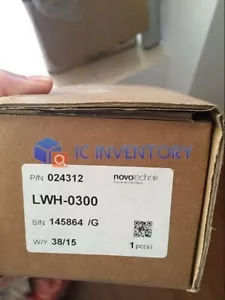 IC INVENTORY
P/N 024312
novotechnik
LWH-0300
B/N 145864 /G
W/Y 38/15
1 pc(s)